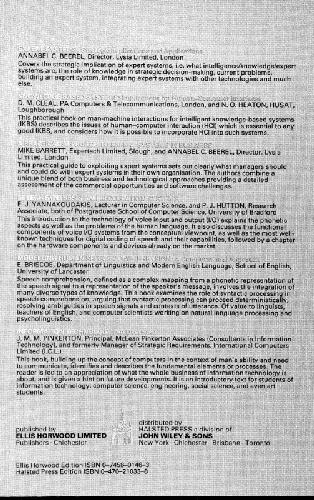 ANNABEL C. BEEREL, Director, Lysia Limited, London
Covers the strategic implication of expert systems, i.e. what intelligence/knowledge/expert
systems are, the role of knowledge in strategic decision-making, current problems,
building an expert system, integrating expert systems with other technologies and much
else.
D. M. CLEAL, PA Computers & Telecommunications, London, and N. O. HEATON, HUSAT,
Loughborough
This practical book on man-machine interactions for intelligent knowledge-based systems
(IKBS) describes the issues of human-computer interaction (HCI) which is essential to any
good IKBS, and considers how it is possible to incorporate HCI into such systems.
MIKE BARRETT, Expertech Limited, Slough, and ANNABEL C. BEEREL, Director, Lysia
Limited, London
This practical guide to exploiting expert systems sets out clearly what managers should
and could do with expert systems in their own organisation. The authors combine a
unique blend of both business and technological approaches providing a detailed
assessment of the commercial opportunities and software challenges.
E. J. YANNAKOUDAKIS, Lecturer in Computer Science, and P. J. HUTTON, Research
Associate, both of Postgraduate School of Computer Science, University of Bradford
This introduction to the technology of voice input and output (I/O) explains the phonetic
aspects as well as the problems of the human language. It also discusses the functional
components of voice I/O systems from the conceptual viewpoint, as well as the most well-
known techniques for digital coding of speech and their capabilities, followed by a chapter
on the hardware components and devices already on the market.
E. BRISCOE, Department of Linguistics and Modern English Language, School of English,
University of Lancaster
Speech comprehension, defined as a complex mapping from a phonetic representation of
the speech signal to a representation of the speaker's message, involves the integration of
many diverse types of knowledge. This book examines the role of syntactic processing in
speech comprehension, arguing that syntactic processing can proceed deterministically
resolving ambiguities in speech signals and contexts of utterance. Of value to linguists,
teachers of English, and computer scientists working on natural language processing and
psycholinguistics.
J. M. M. PINKERTON, Principal, McLean Pinkerton Associates (Consultants in Information
Technology), and formerly Manager of Strategic Requirements, International Computers
Limited (I.C.L.)
This book, building up the concept of computers in the context of man's ability and need
to communicate, identifies and describes the fundamental elements or processes. The
reader is led to an appreciation of what the whole business of information technology is
about, and is given a hint on future developments. It is an introductory text for students of
information technology, computer science, engineering, social science, and even art
students.
published by
ELLIS HORWOOD LIMITED
Publishers · Chichester
distributed by
HALSTED PRESS a division of
JOHN WILEY & SONS
New York · Chichester · Brisbane · Toronto
Ellis Horwood Edition ISBN 0-7458-0146-3
Halsted Press Edition ISBN 0-470-21033-8